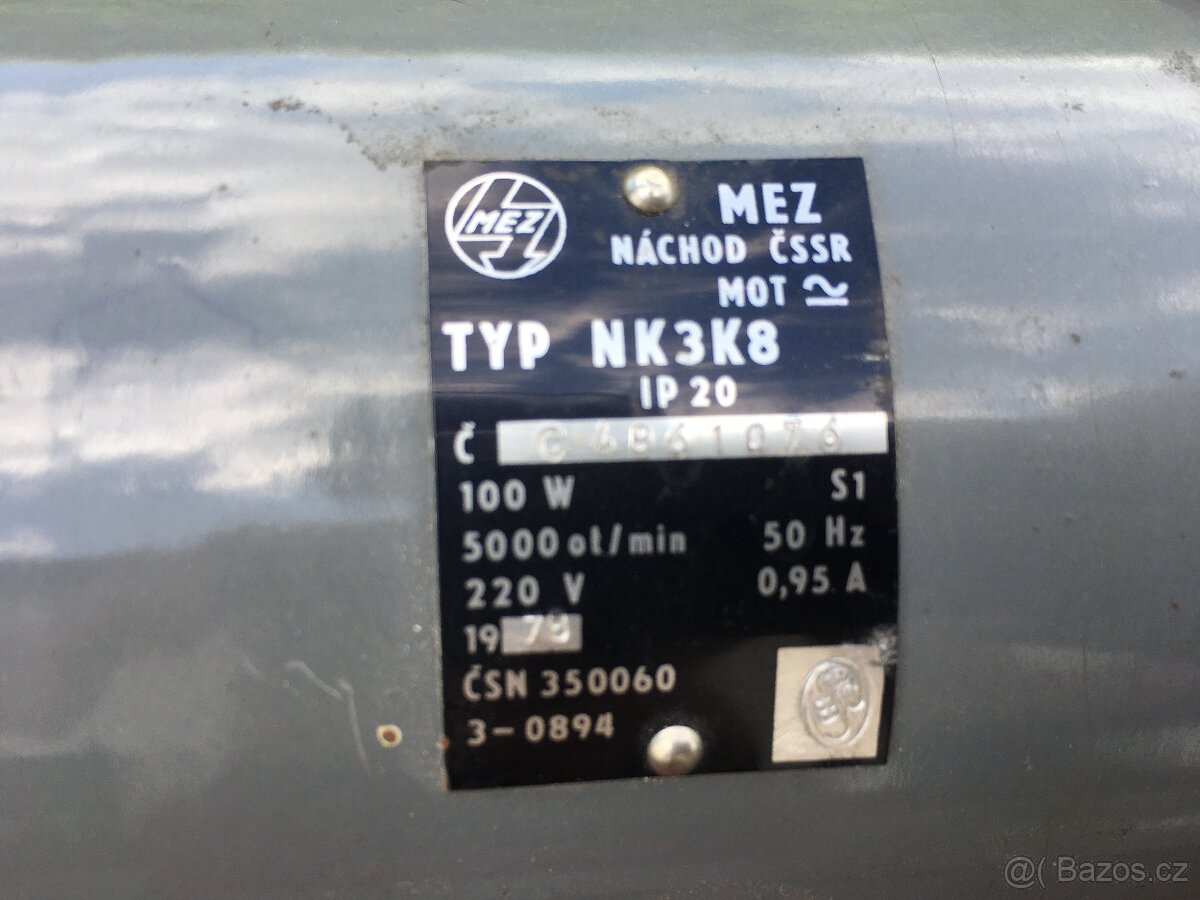 MEZ
MEZ
NÁCHOD ČSSR
MOT
TYP NK3K8
IP 20
Č
100 W S1
5000 ot/min 50 Hz
220 V 0,95 A
19
ČSN 350060
3-0894
@( Bazos.cz